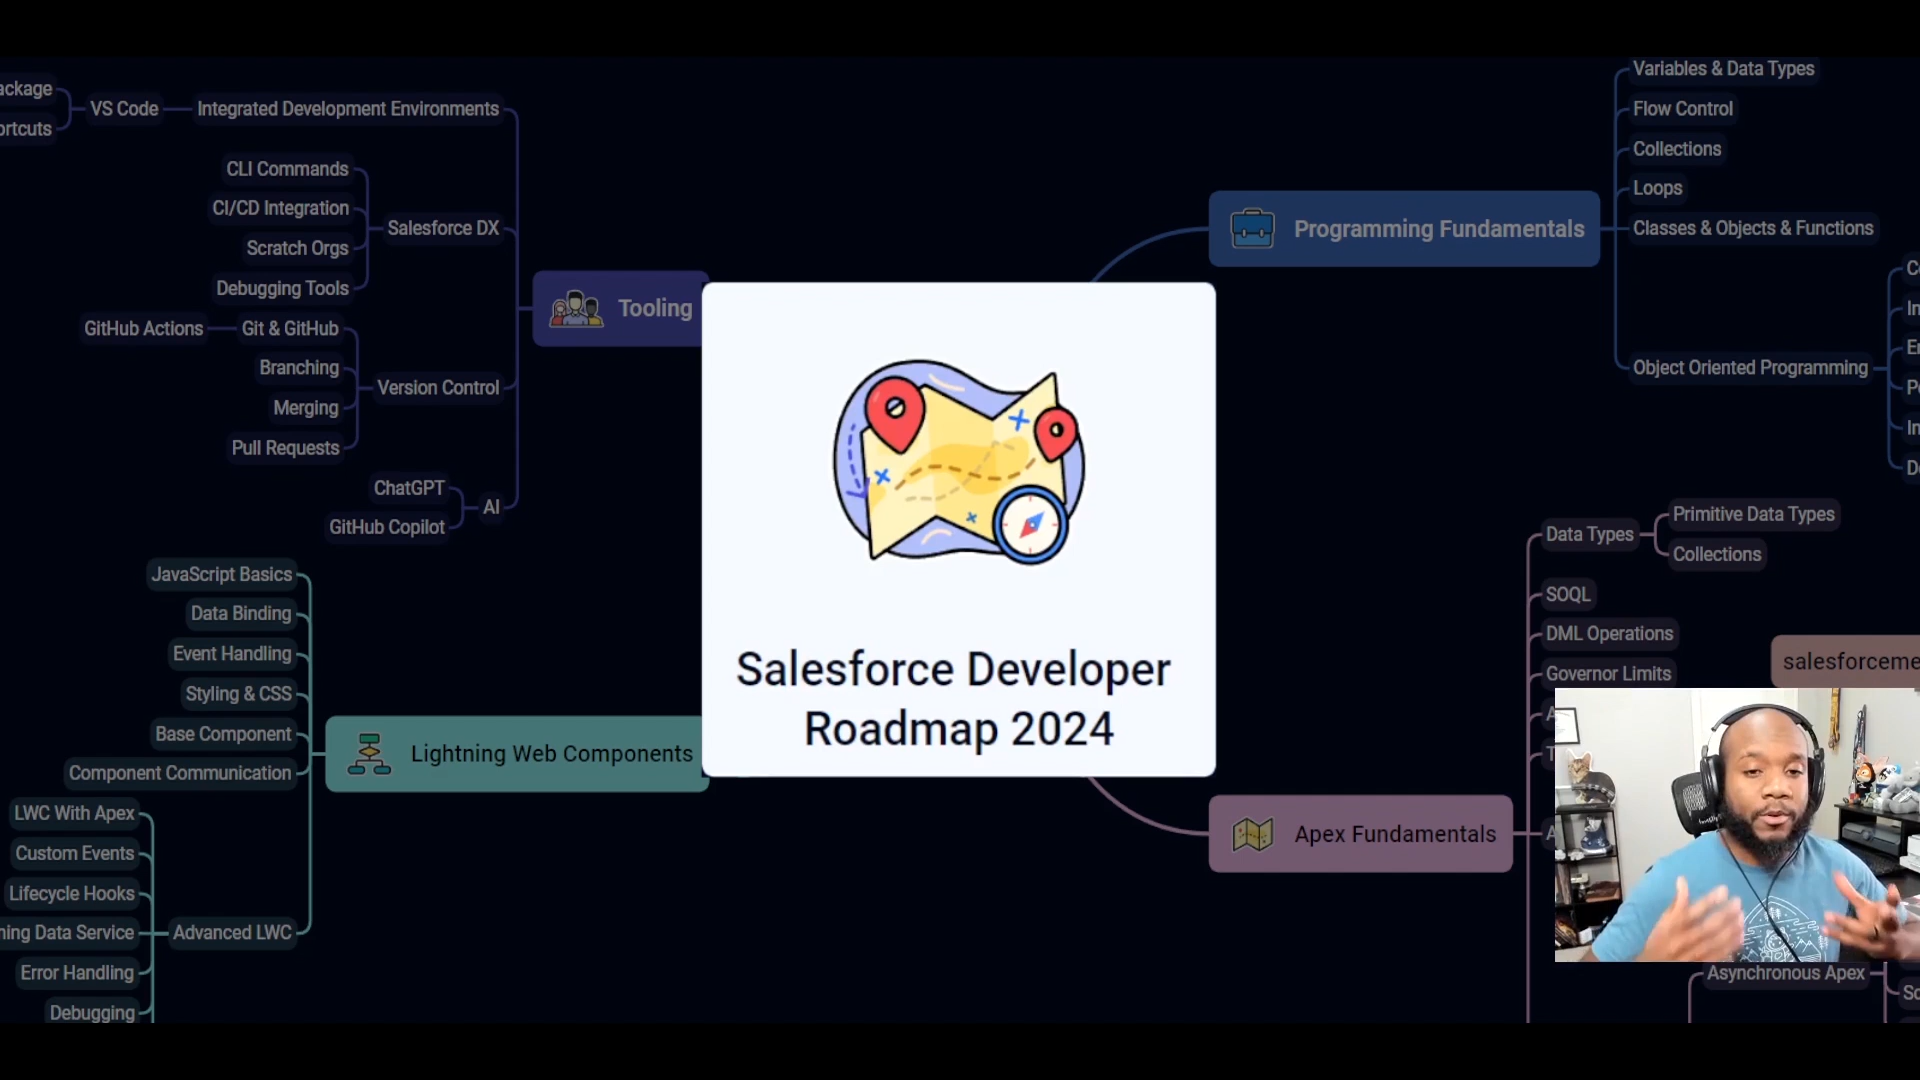 ackage
ortcuts
VS Code
Integrated Development Environments
CLI Commands
CI/CD Integration
Scratch Orgs
Debugging Tools
Salesforce DX
GitHub Actions
Git & GitHub
Branching
Merging
Pull Requests
Version Control
ChatGPT
GitHub Copilot
AI
Tooling
JavaScript Basics
Data Binding
Event Handling
Styling & CSS
Base Component
Component Communication
LWC With Apex
Custom Events
Lifecycle Hooks
ning Data Service
Error Handling
Debugging
Advanced LWC
Lightning Web Components
Salesforce Developer
Roadmap 2024
Programming Fundamentals
Variables & Data Types
Flow Control
Collections
Loops
Classes & Objects & Functions
Object Oriented Programming
Apex Fundamentals
Data Types
Primitive Data Types
Collections
SOQL
DML Operations
Governor Limits
salesforceme
Asynchronous Apex